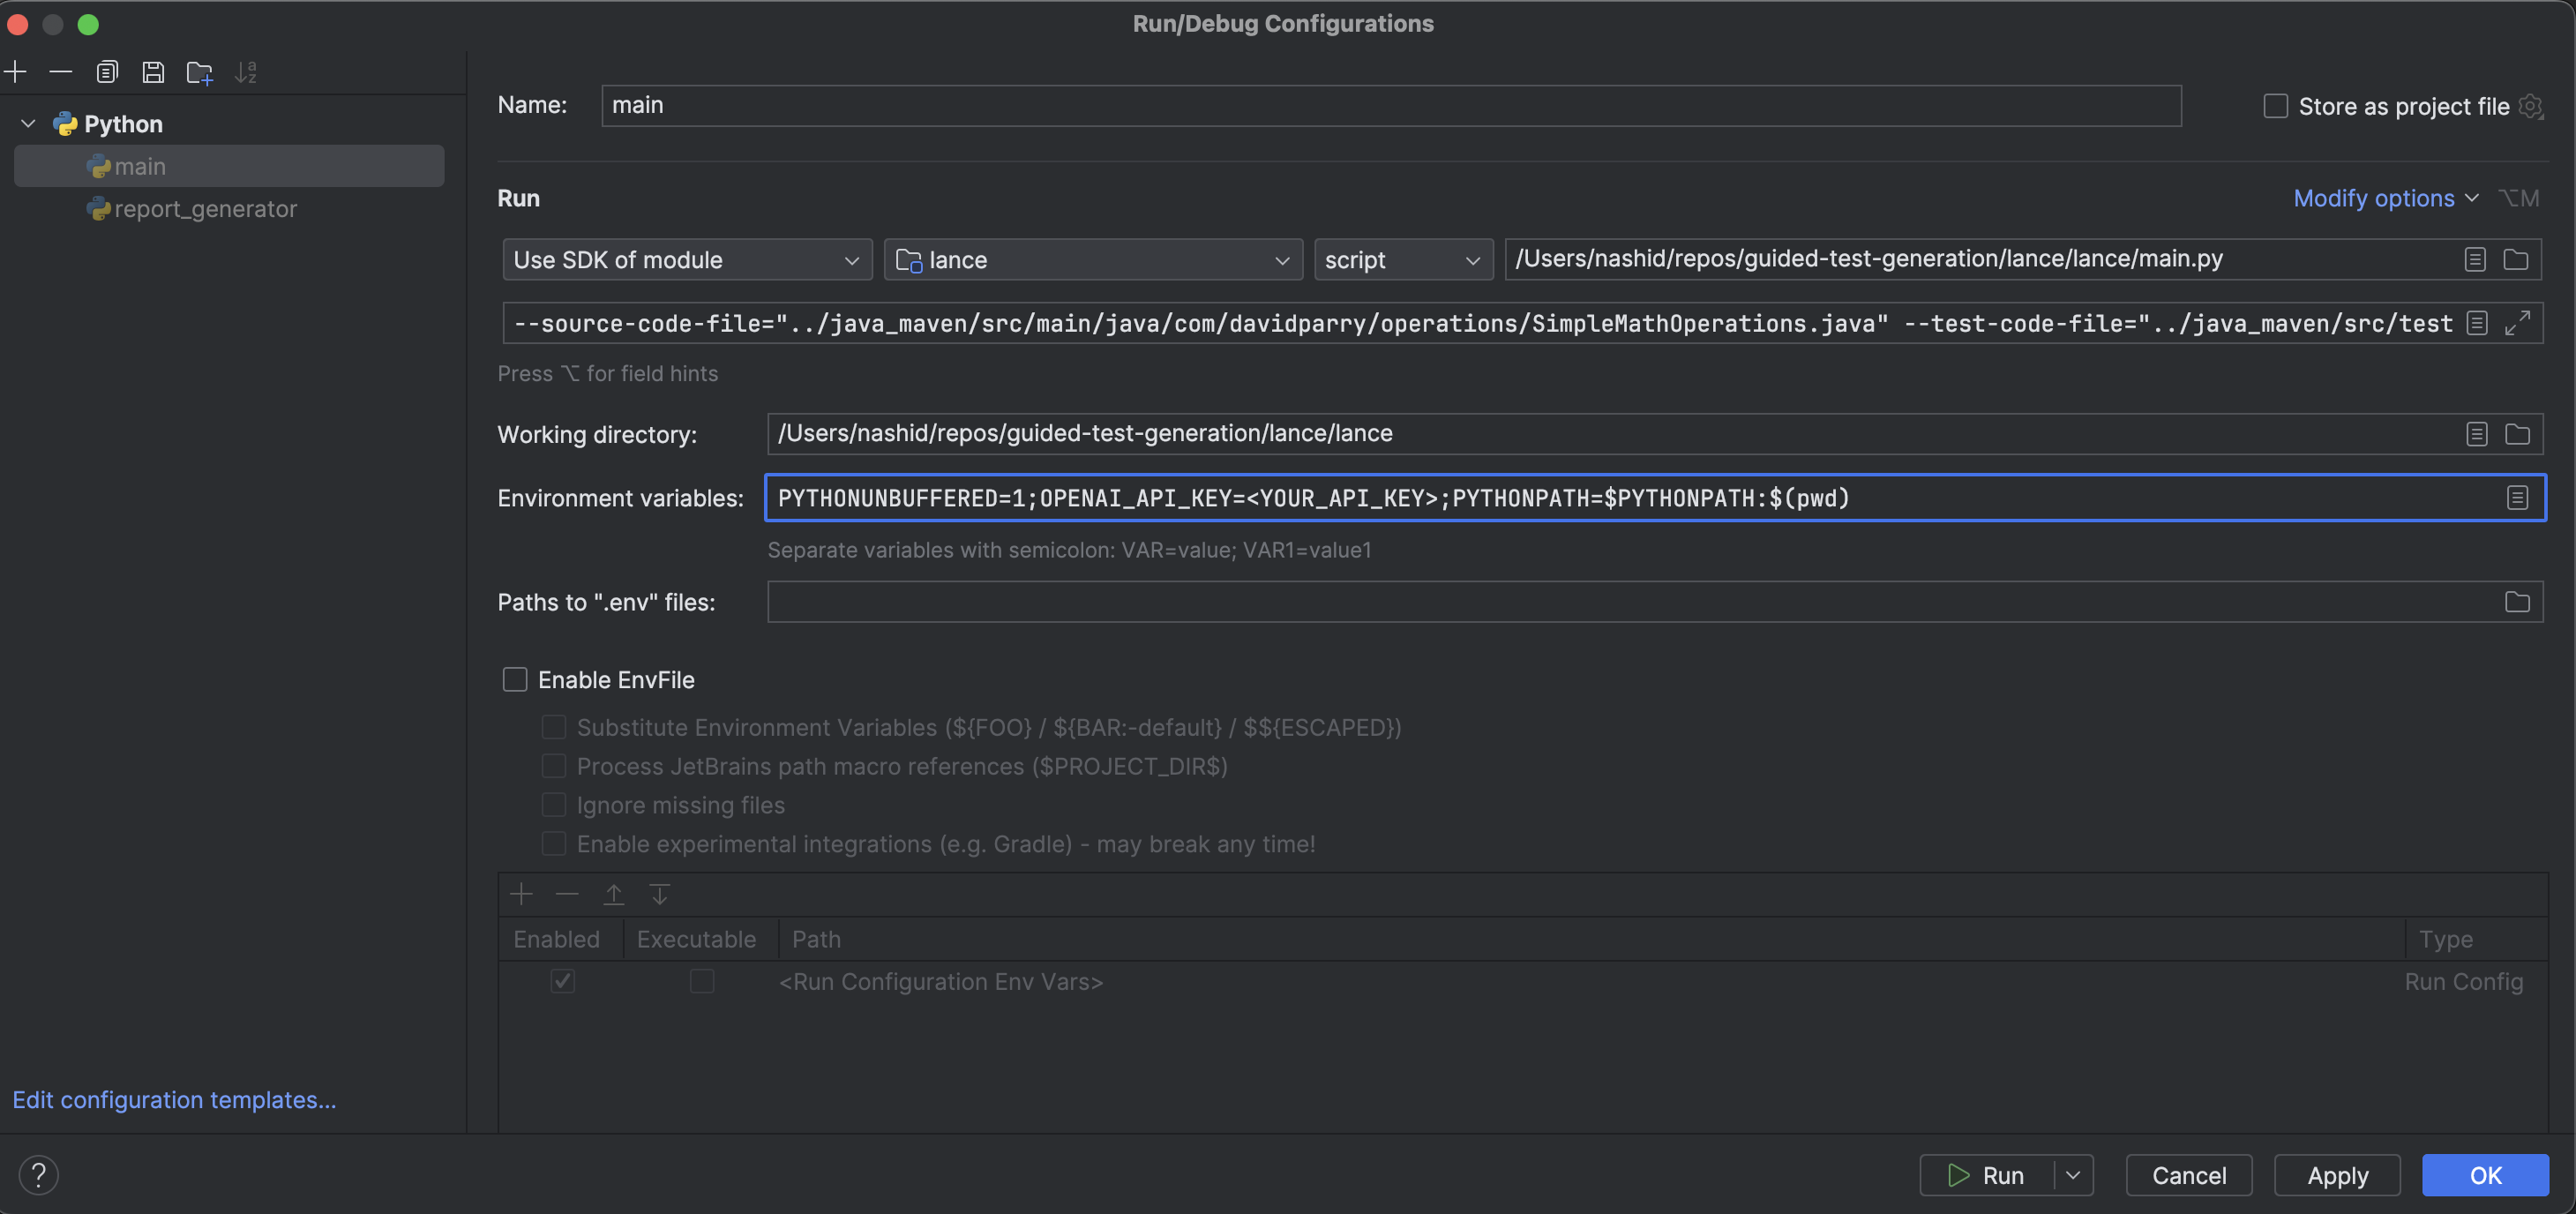 Run/Debug Configurations
Python
main
report_generator
Edit configuration templates...
Name: main Store as project file
Run Modify options ⌥M
Use SDK of module lance script /Users/nashid/repos/guided-test-generation/lance/lance/main.py
--source-code-file="../java_maven/src/main/java/com/davidparry/operations/SimpleMathOperations.java" --test-code-file="../java_maven/src/test
Press ⌥ for field hints
Working directory: /Users/nashid/repos/guided-test-generation/lance/lance
Environment variables: PYTHONUNBUFFERED=1;OPENAI_API_KEY=<YOUR_API_KEY>;PYTHONPATH=$PYTHONPATH:$(pwd)
Separate variables with semicolon: VAR=value; VAR1=value1
Paths to ".env" files:
Enable EnvFile
Substitute Environment Variables (${FOO} / ${BAR:-default} / $${ESCAPED})
Process JetBrains path macro references ($PROJECT_DIR$)
Ignore missing files
Enable experimental integrations (e.g. Gradle) - may break any time!
Enabled Executable Path Type
<Run Configuration Env Vars> Run Config
? Run Cancel Apply OK